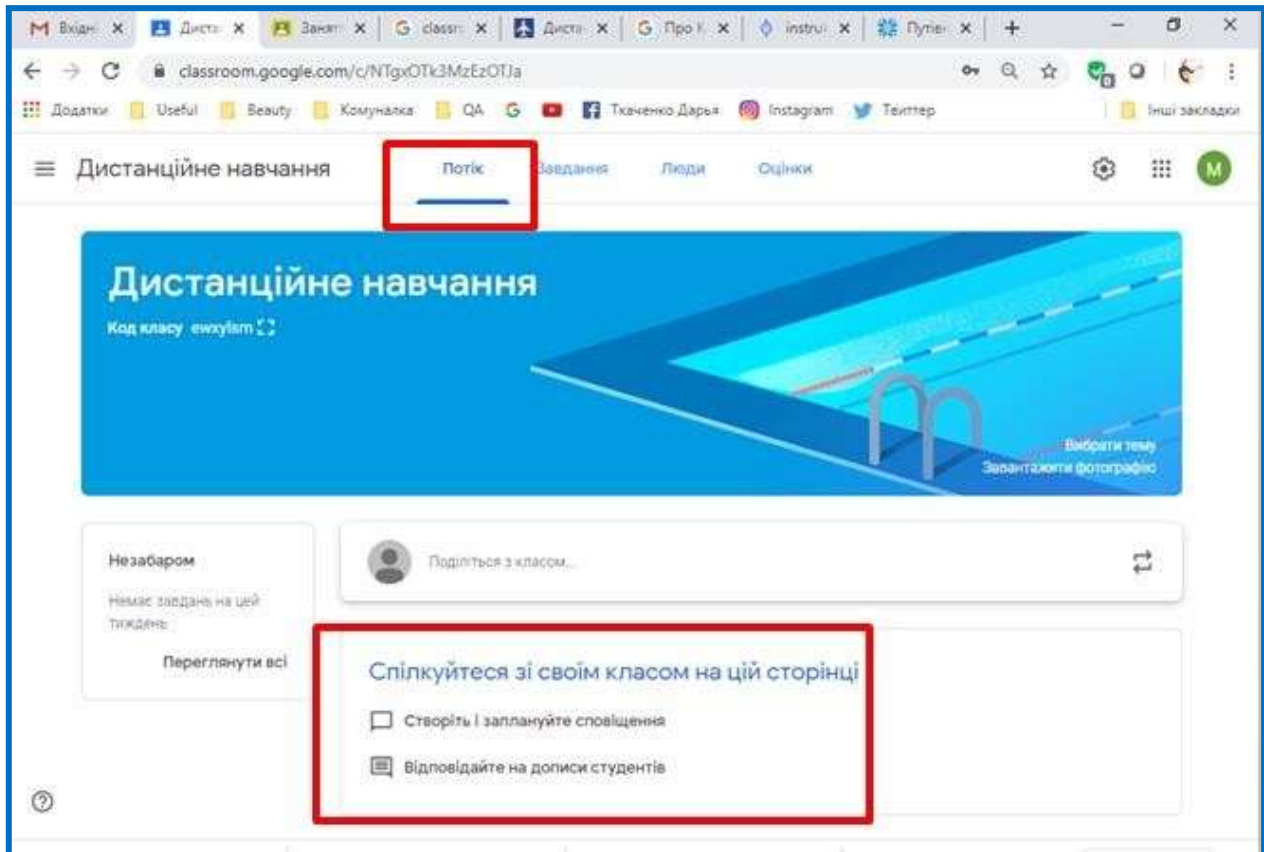 Вхідн
Диста
Занят
classr
Диста
Про К
instrui
Путів
classroom.google.com/c/NTgxOTk3MzEzOTJa
Додатки
Useful
Beauty
Комуналка
QA
Ткаченко Дарья
Instagram
Твиттер
Інші закладки
Дистанційне навчання
Потік
Завдання
Люди
Оцінки
M
Дистанційне навчання
Код класу ewxylsm
Вибрати тему
Завантажити фотографію
Незабаром
Немає завдань на цей
тиждень
Переглянути всі
Поділіться з класом...
Спілкуйтеся зі своїм класом на цій сторінці
Створіть і заплануйте сповіщення
Відповідайте на дописи студентів